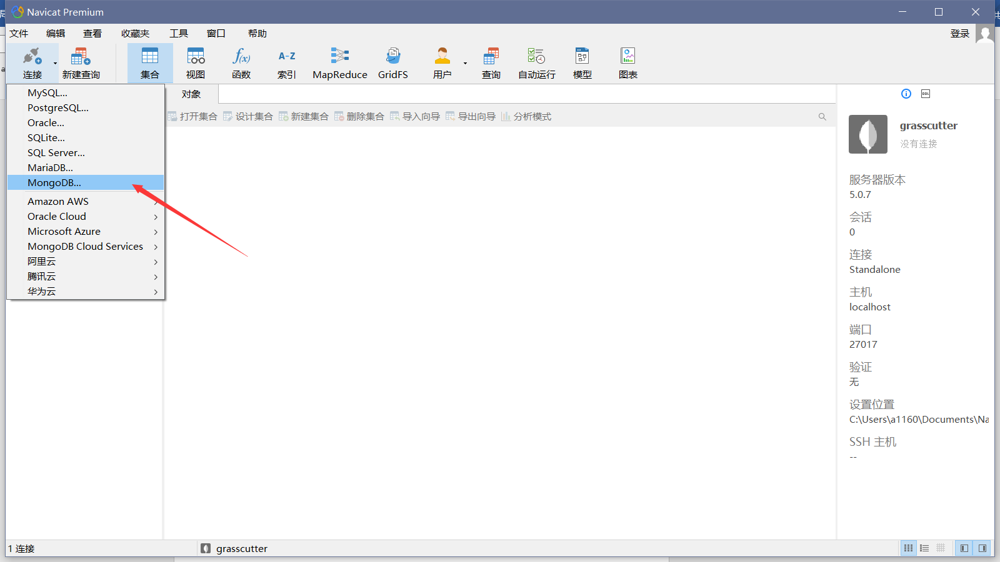 Navicat Premium
文件 编辑 查看 收藏夹 工具 窗口 帮助 登录
连接 新建查询 集合 视图 函数 索引 MapReduce GridFS 用户 查询 自动运行 模型 图表
f(x)
A-Z
MySQL...
PostgreSQL...
Oracle...
SQLite...
SQL Server...
MariaDB...
MongoDB...
Amazon AWS
Oracle Cloud
Microsoft Azure
MongoDB Cloud Services
阿里云
腾讯云
华为云
对象
打开集合 设计集合 新建集合 删除集合 导入向导 导出向导 分析模式
DDL
grasscutter
没有连接
服务器版本
5.0.7
会话
0
连接
Standalone
主机
localhost
端口
27017
验证
无
设置位置
C:\Users\a1160\Documents\Na
SSH 主机
--
1 连接 grasscutter